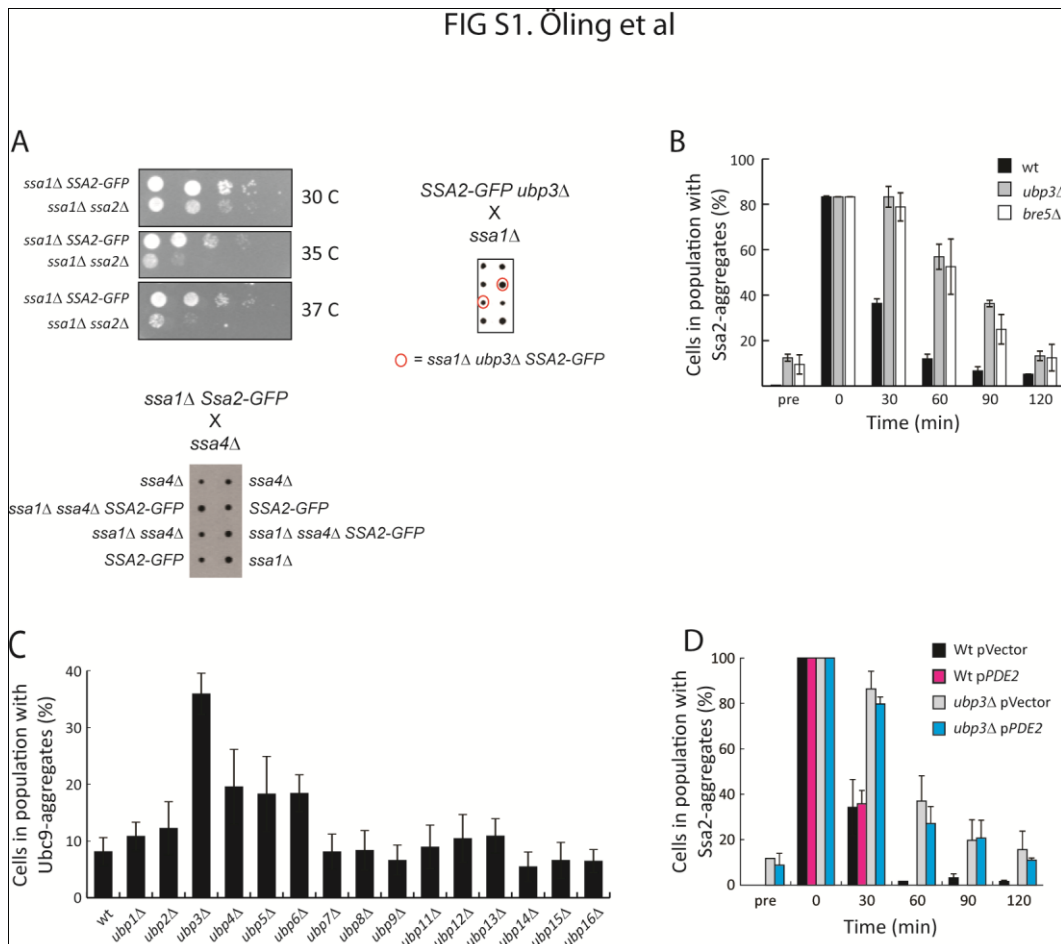 FIG S1. Öling et al
A
ssa1Δ SSA2-GFP
ssa1Δ ssa2Δ
30 C
ssa1Δ SSA2-GFP
ssa1Δ ssa2Δ
35 C
ssa1Δ SSA2-GFP
ssa1Δ ssa2Δ
37 C
SSA2-GFP ubp3Δ
X
ssa1Δ
= ssa1Δ ubp3Δ SSA2-GFP
ssa1Δ Ssa2-GFP
X
ssa4Δ
ssa4Δ ssa4Δ
ssa1Δ ssa4Δ SSA2-GFP SSA2-GFP
ssa1Δ ssa4Δ ssa1Δ ssa4Δ SSA2-GFP
SSA2-GFP ssa1Δ
B
wt
ubp3Δ
bre5Δ
Cells in population with
Ssa2-aggregates (%)
100
80
60
40
20
pre 0 30 60 90 120
Time (min)
C
Cells in population with
Ubc9-aggregates (%)
40
30
20
10
0
wt ubp1Δ ubp2Δ ubp3Δ ubp4Δ ubp5Δ ubp6Δ ubp7Δ ubp8Δ ubp9Δ ubp11Δ ubp12Δ ubp13Δ ubp14Δ ubp15Δ ubp16Δ
D
Wt pVector
Wt pPDE2
ubp3Δ pVector
ubp3Δ pPDE2
Cells in population with
Ssa2-aggregates (%)
100
80
60
40
20
0
pre 0 30 60 90 120
Time (min)